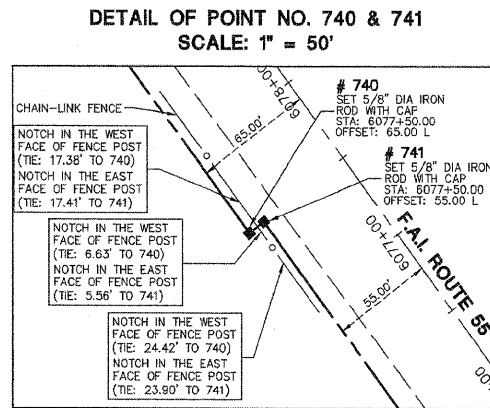 DETAIL OF POINT NO. 740 & 741
SCALE: 1" = 50'
CHAIN-LINK FENCE
NOTCH IN THE WEST
FACE OF FENCE POST
(TIE: 17.38' TO 740)
NOTCH IN THE EAST
FACE OF FENCE POST
(TIE: 17.41' TO 741)
NOTCH IN THE WEST
FACE OF FENCE POST
(TIE: 6.63' TO 740)
NOTCH IN THE EAST
FACE OF FENCE POST
(TIE: 5.56' TO 741)
NOTCH IN THE WEST
FACE OF FENCE POST
(TIE: 24.42' TO 740)
NOTCH IN THE EAST
FACE OF FENCE POST
(TIE: 23.90' TO 741)
65.00'
6078+00
# 740
SET 5/8" DIA IRON
ROD WITH CAP
STA: 6077+50.00
OFFSET: 65.00 L
# 741
SET 5/8" DIA IRON
ROD WITH CAP
STA: 6077+50.00
OFFSET: 55.00 L
6077+00
F.A.I. ROUTE 55
55.00'